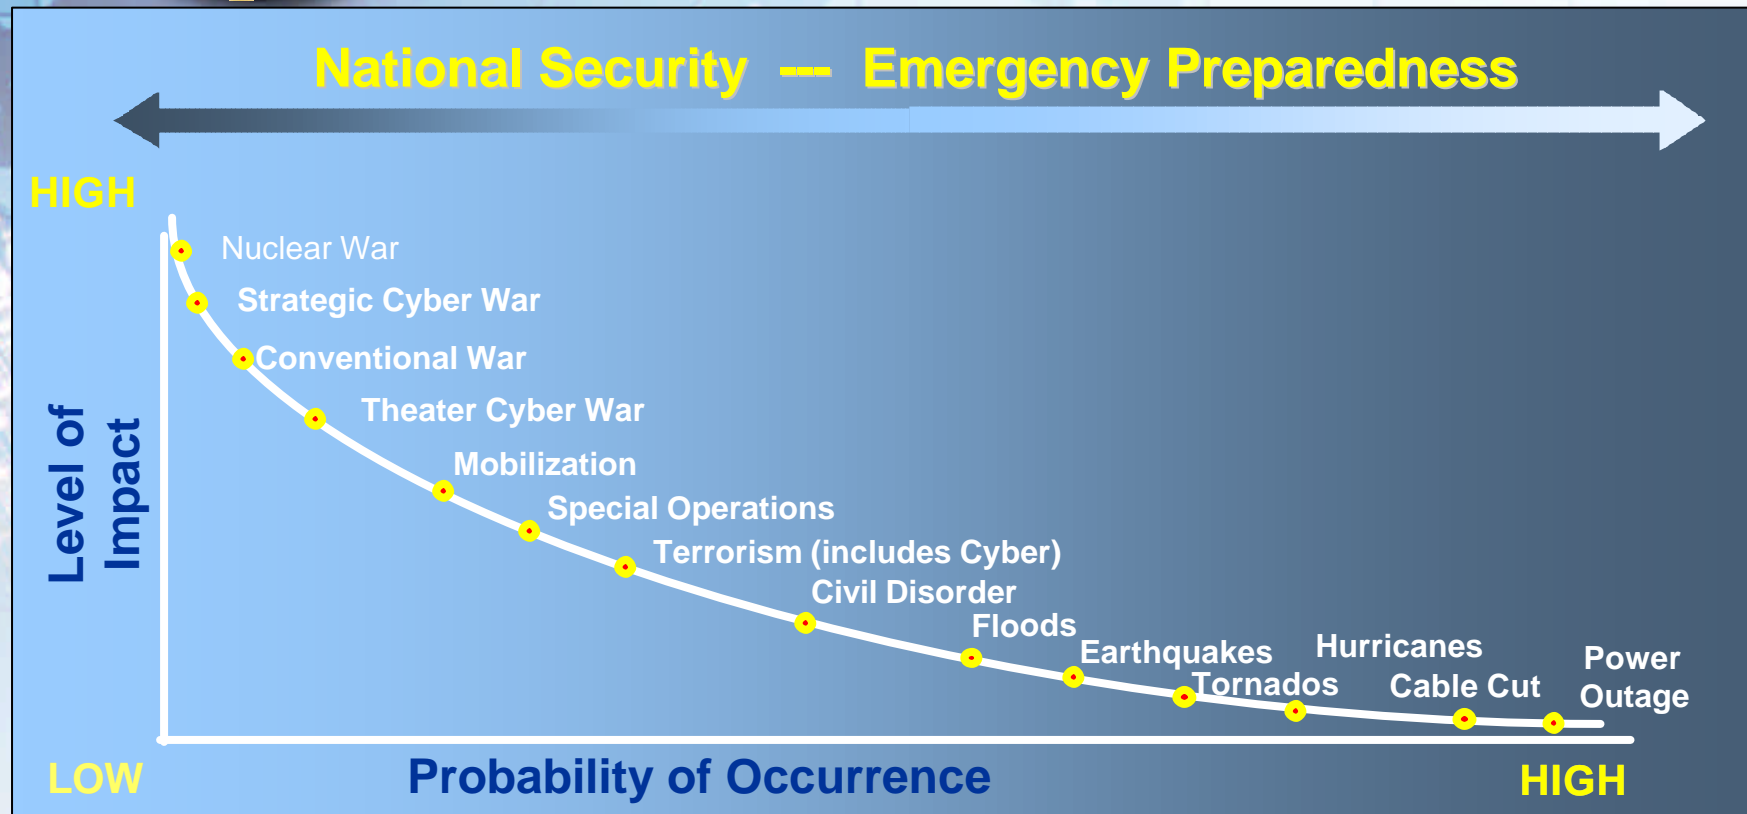 National Security --- Emergency Preparedness
HIGH
Nuclear War
Strategic Cyber War
Conventional War
Theater Cyber War
Level of
Impact
Mobilization
Special Operations
Terrorism (includes Cyber)
Civil Disorder
Floods
Earthquakes
Hurricanes
Tornados
Cable Cut
Power
Outage
LOW
Probability of Occurrence
HIGH